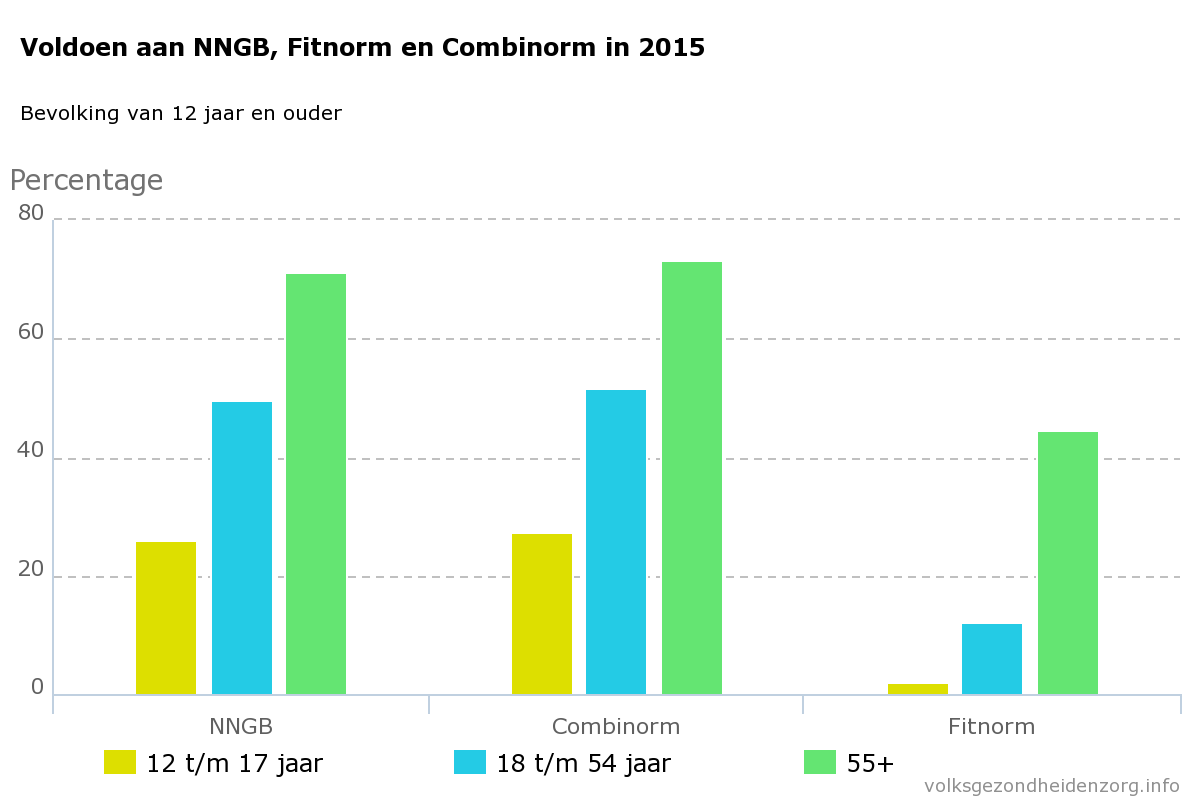 Voldoen aan NNGB, Fitnorm en Combinorm in 2015
Bevolking van 12 jaar en ouder
Percentage
80
60
40
20
0
NNGB Combinorm Fitnorm
12 t/m 17 jaar 18 t/m 54 jaar 55+
volksgezondheidenzorg.info